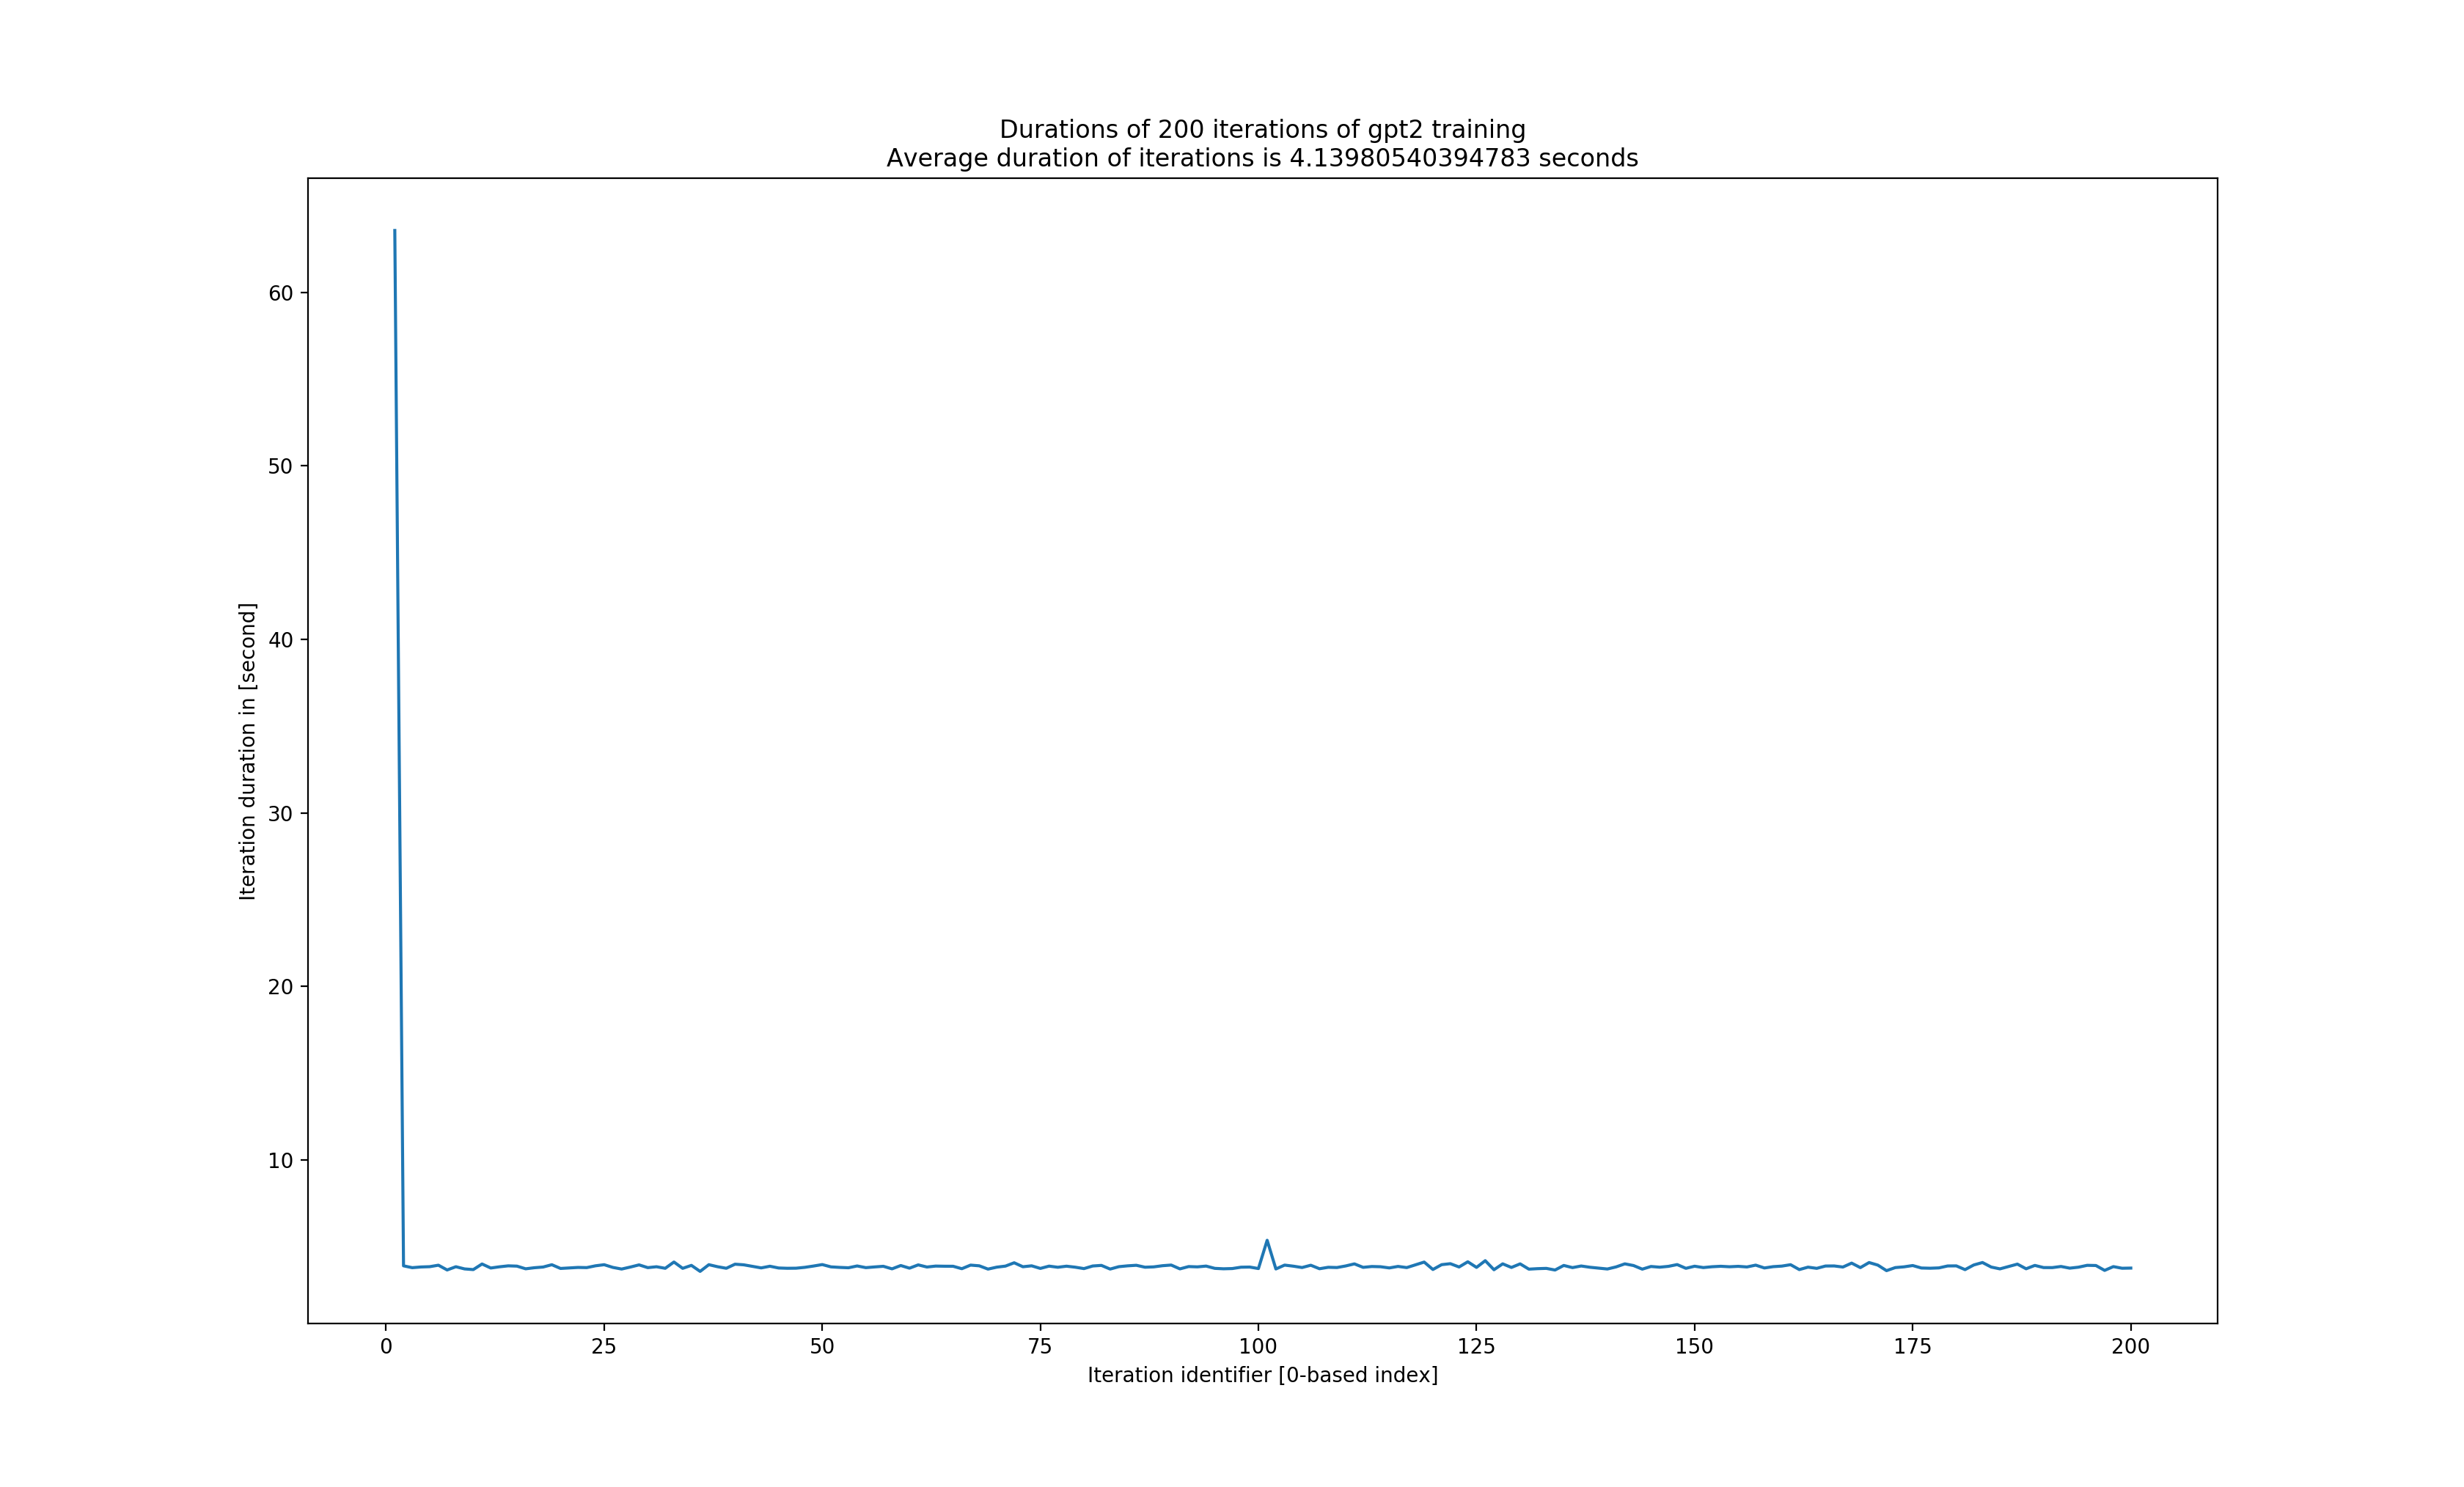 Durations of 200 iterations of gpt2 training
Average duration of iterations is 4.13980540394783 seconds
60
50
40
30
20
10
Iteration duration in [second]
0 25 50 75 100 125 150 175 200
Iteration identifier [0-based index]